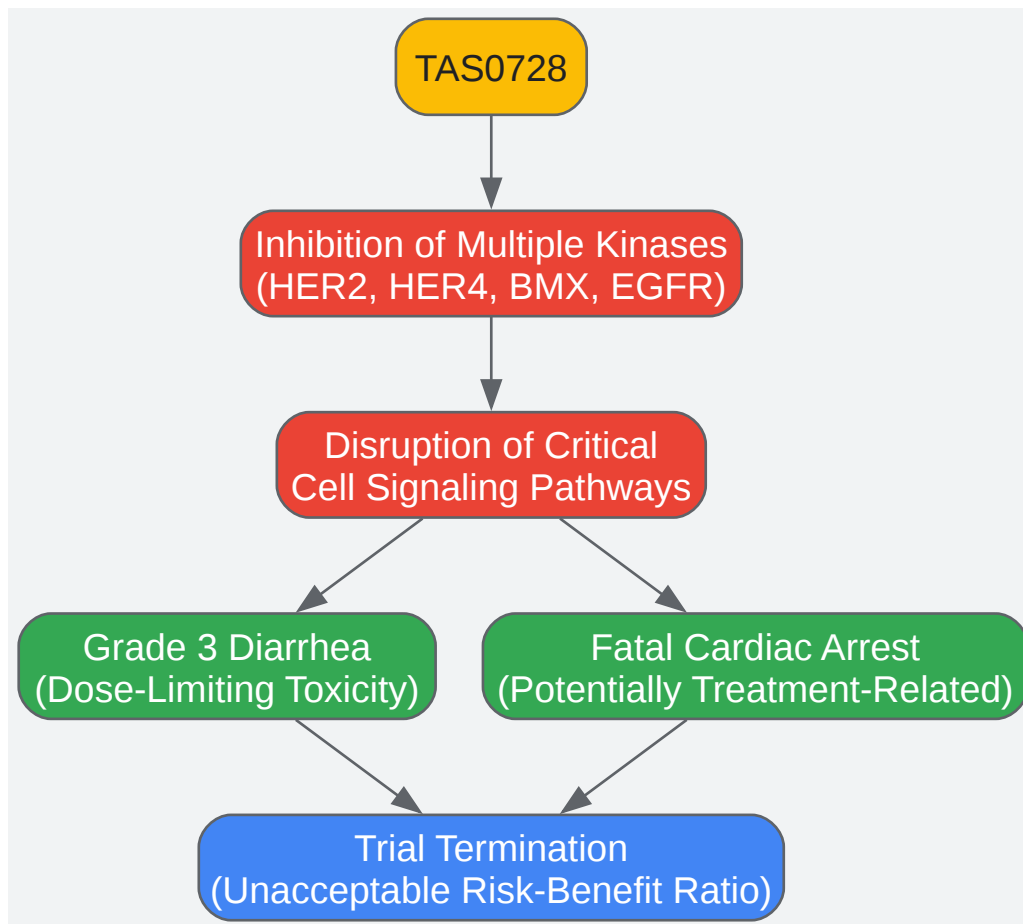 TAS0728
Inhibition of Multiple Kinases
(HER2, HER4, BMX, EGFR)
Disruption of Critical
Cell Signaling Pathways
Grade 3 Diarrhea
(Dose-Limiting Toxicity)
Fatal Cardiac Arrest
(Potentially Treatment-Related)
Trial Termination
(Unacceptable Risk-Benefit Ratio)